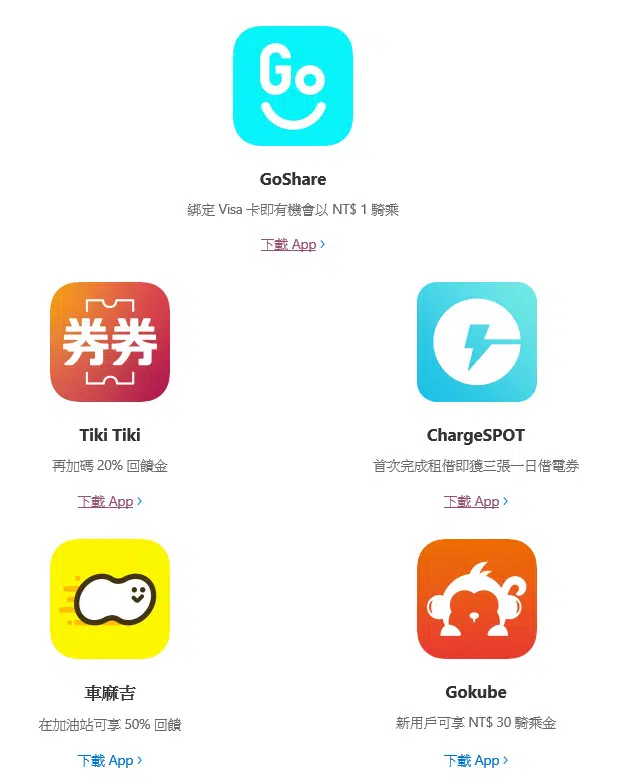 Go
GoShare
綁定 Visa 卡即有機會以 NT$ 1 騎乘
下載 App
券券
Tiki Tiki
再加碼 20% 回饋金
下載 App
ChargeSPOT
首次完成租借即獲三張一日借電券
下載 App
車麻吉
在加油站可享 50% 回饋
下載 App
Gokube
新用戶可享 NT$ 30 騎乘金
下載 App